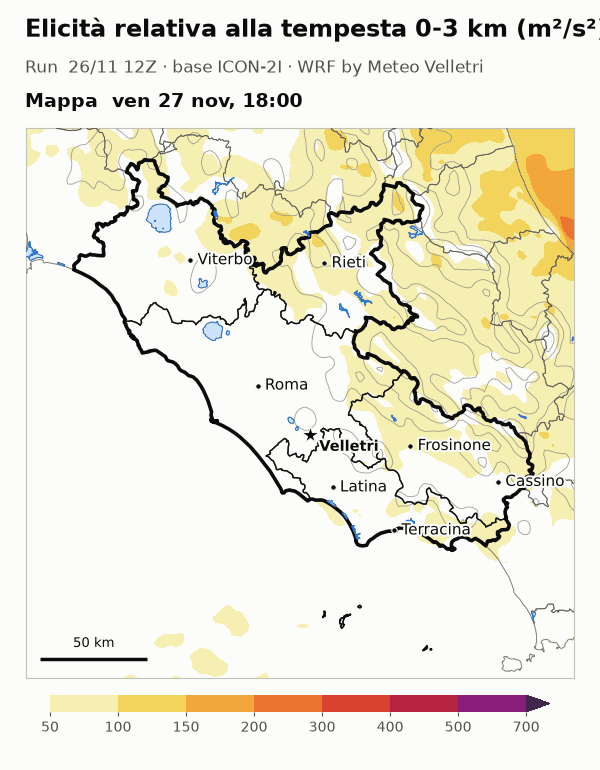 Elicità relativa alla tempesta 0-3 km (m²/s²)
Run 26/11 12Z · base ICON-2I · WRF by Meteo Velletri
Mappa ven 27 nov, 18:00
Viterbo
Rieti
Roma
Velletri
Frosinone
Latina
Cassino
Terracina
50 km
50 100 150 200 300 400 500 700